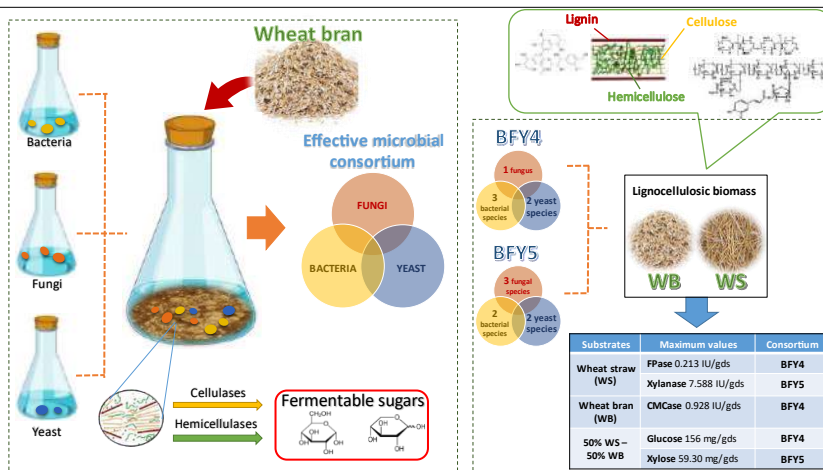 Wheat bran
Bacteria
Fungi
Yeast
Effective microbial
consortium
FUNGI
BACTERIA
YEAST
Cellulases
Hemicellulases
Fermentable sugars
Lignin
Cellulose
Hemicellulose
BFY4
1 fungus
3
bacterial
species
2 yeast
species
BFY5
3
fungal
species
2
bacterial
species
2 yeast
species
Lignocellulosic biomass
WB
WS
Substrates Maximum values Consortium
Wheat straw
(WS)
FPase 0.213 IU/gds BFY4
Xylanase 7.588 IU/gds BFY5
Wheat bran
(WB)
CMCase 0.928 IU/gds BFY4
50% WS –
50% WB
Glucose 156 mg/gds BFY4
Xylose 59.30 mg/gds BFY5